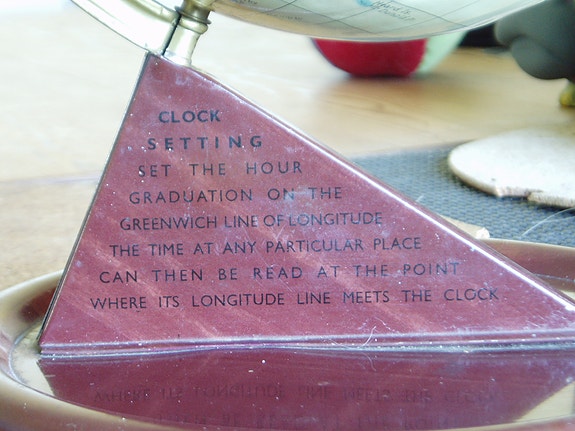 CLOCK
SETTING
SET THE HOUR
GRADUATION ON THE
GREENWICH LINE OF LONGITUDE
THE TIME AT ANY PARTICULAR PLACE
CAN THEN BE READ AT THE POINT
WHERE ITS LONGITUDE LINE MEETS THE CLOCK